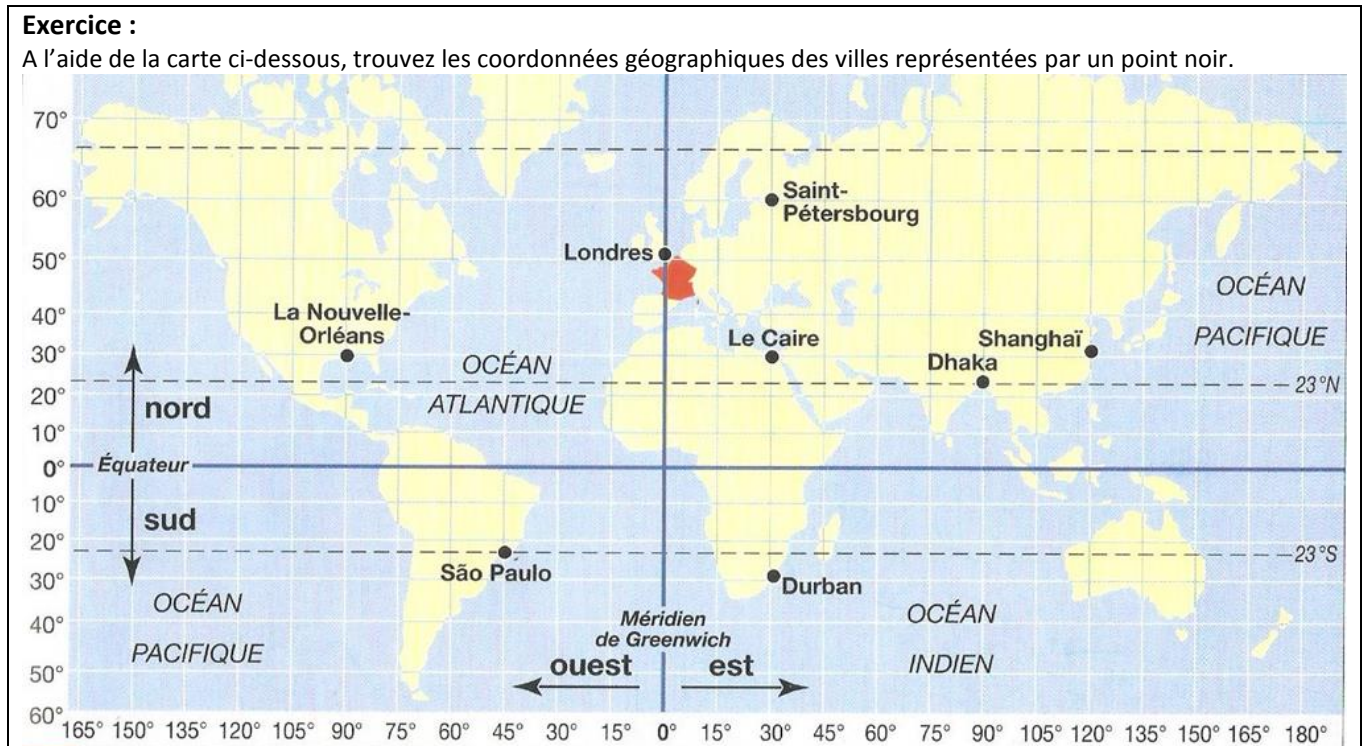 Exercice :
A l’aide de la carte ci-dessous, trouvez les coordonnées géographiques des villes représentées par un point noir.
70°
60°
Saint-
Pétersbourg
Londres
50°
OCÉAN
PACIFIQUE
La Nouvelle-
Orléans
40°
Le Caire
Shanghaï
Dhaka
30°
OCÉAN
ATLANTIQUE
23°N
20°
nord
10°
0°
Équateur
10°
sud
20°
23°S
São Paulo
30°
Durban
OCÉAN
PACIFIQUE
40°
Méridien
de Greenwich
OCÉAN
INDIEN
ouest
est
50°
60°
165° 150° 135° 120° 105° 90° 75° 60° 45° 30° 15° 0° 15° 30° 45° 60° 75° 90° 105° 120° 135° 150° 165° 180°